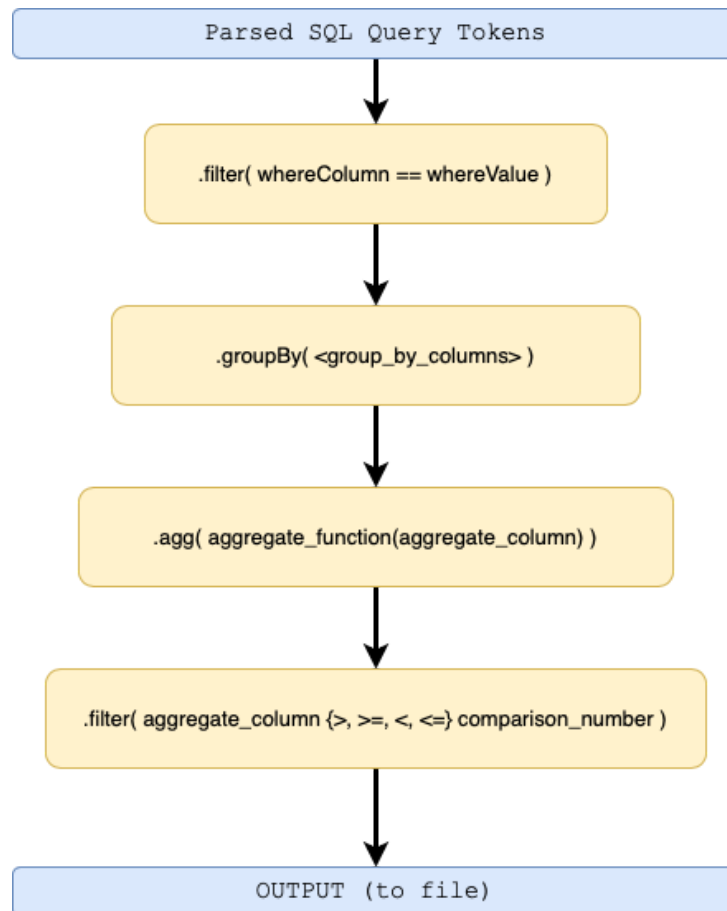 Parsed SQL Query Tokens
.filter( whereColumn == whereValue )
.groupBy( <group_by_columns> )
.agg( aggregate_function(aggregate_column) )
.filter( aggregate_column {>, >=, <, <=} comparison_number )
OUTPUT (to file)